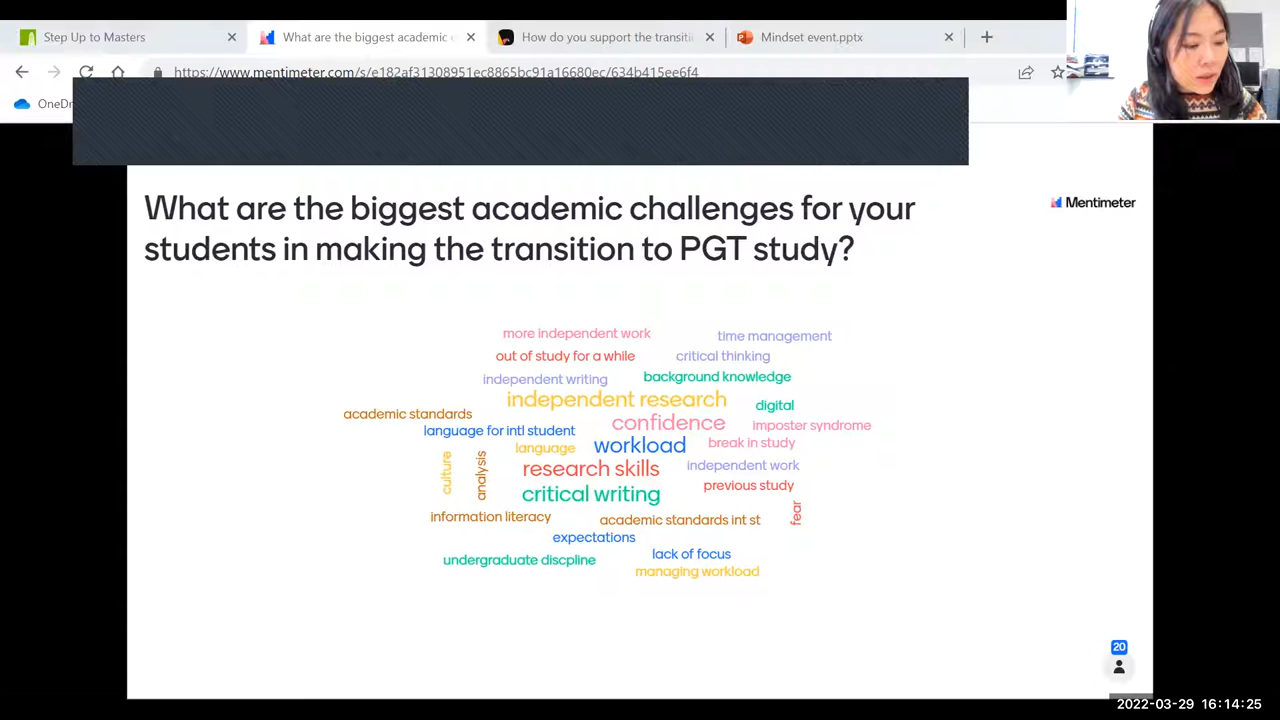 Step Up to Masters
What are the biggest academic c
How do you support the transiti
Mindset event.pptx
https://www.mentimeter.com/s/e182af31308951ec8865bc91a16680ec/634b415ee6f4
OneDr
What are the biggest academic challenges for your
students in making the transition to PGT study?
Mentimeter
more independent work
time management
out of study for a while
critical thinking
independent writing
background knowledge
independent research
digital
academic standards
confidence
imposter syndrome
language for intl student
workload
break in study
language
culture
analysis
research skills
independent work
previous study
critical writing
fear
information literacy
academic standards int st
expectations
undergraduate discpline
lack of focus
managing workload
20
2022-03-29 16:14:25